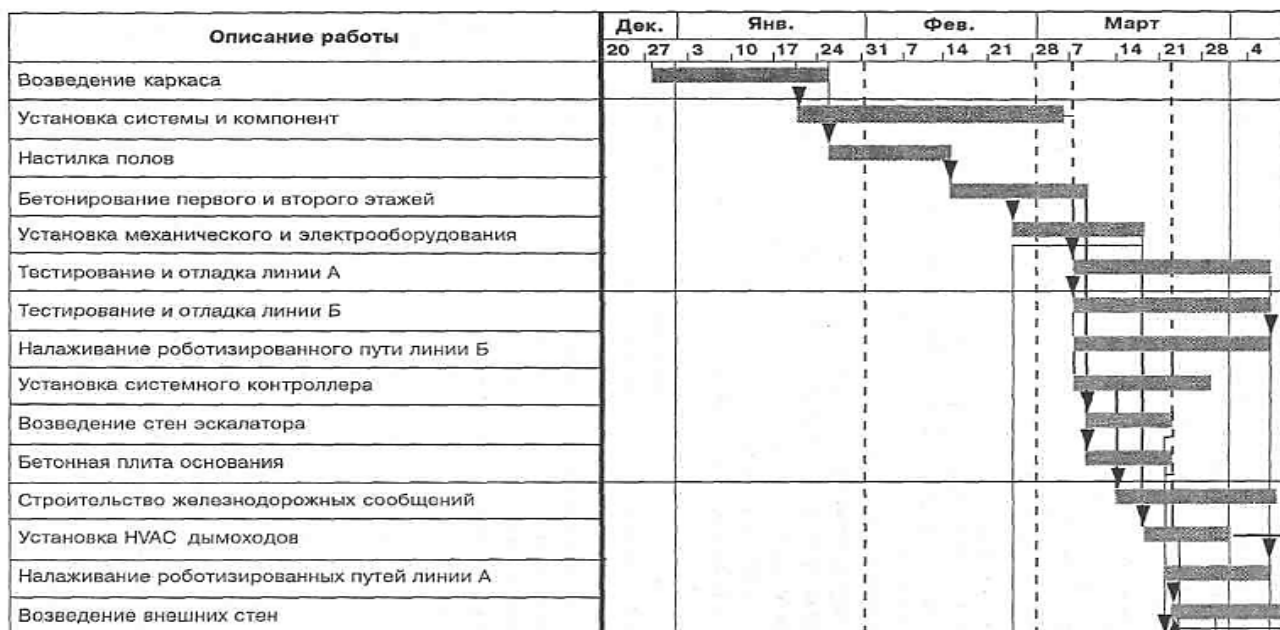 Описание работы
Дек. Янв. Фев. Март
20 27 3 10 17 24 31 7 14 21 28 7 14 21 28 4
Возведение каркаса
Установка системы и компонент
Настилка полов
Бетонирование первого и второго этажей
Установка механического и электрооборудования
Тестирование и отладка линии А
Тестирование и отладка линии Б
Налаживание роботизированного пути линии Б
Установка системного контроллера
Возведение стен эскалатора
Бетонная плита основания
Строительство железнодорожных сообщений
Установка HVAC дымоходов
Налаживание роботизированных путей линии А
Возведение внешних стен